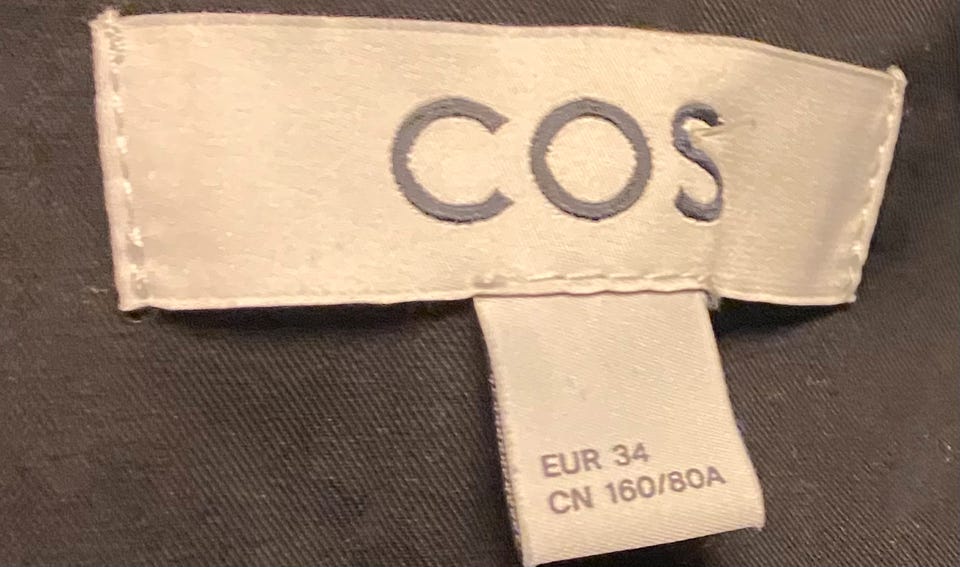 COS
EUR 34
CN 160/80A